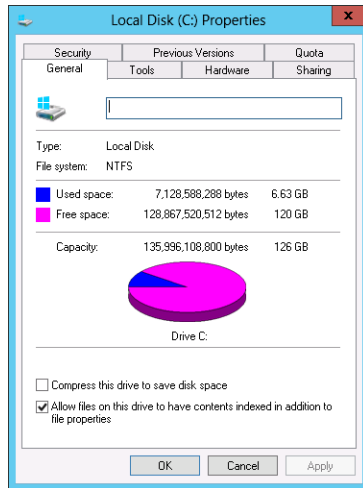 Local Disk (C:) Properties
x
Security Previous Versions Quota
General Tools Hardware Sharing
Type: Local Disk
File system: NTFS
Used space: 7,128,588,288 bytes 6.63 GB
Free space: 128,867,520,512 bytes 120 GB
Capacity: 135,996,108,800 bytes 126 GB
Drive C:
Compress this drive to save disk space
Allow files on this drive to have contents indexed in addition to
file properties
OK Cancel Apply